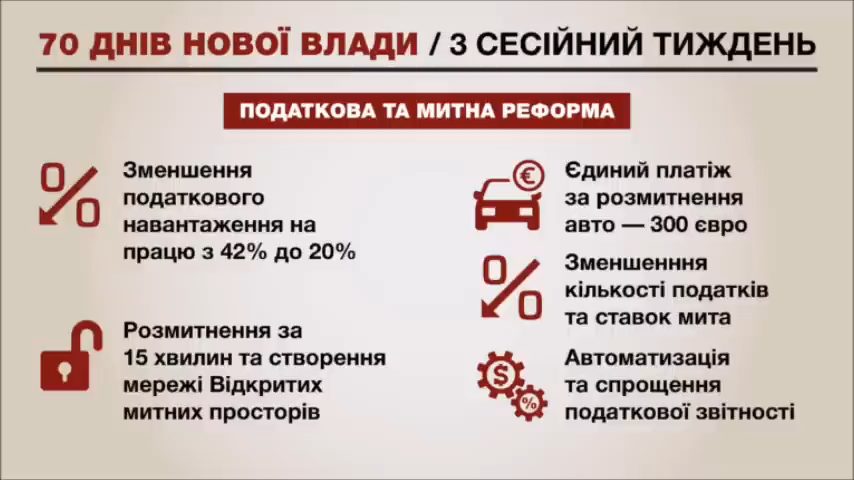 70 ДНІВ НОВОЇ ВЛАДИ / 3 СЕСІЙНИЙ ТИЖДЕНЬ
ПОДАТКОВА ТА МИТНА РЕФОРМА
Зменшення
податкового
навантаження на
працю з 42% до 20%
Розмитнення за
15 хвилин та створення
мережі Відкритих
митних просторів
€
Єдиний платіж
за розмитнення
авто — 300 євро
Зменшенння
кількості податків
та ставок мита
$
%
Автоматизація
та спрощення
податкової звітності